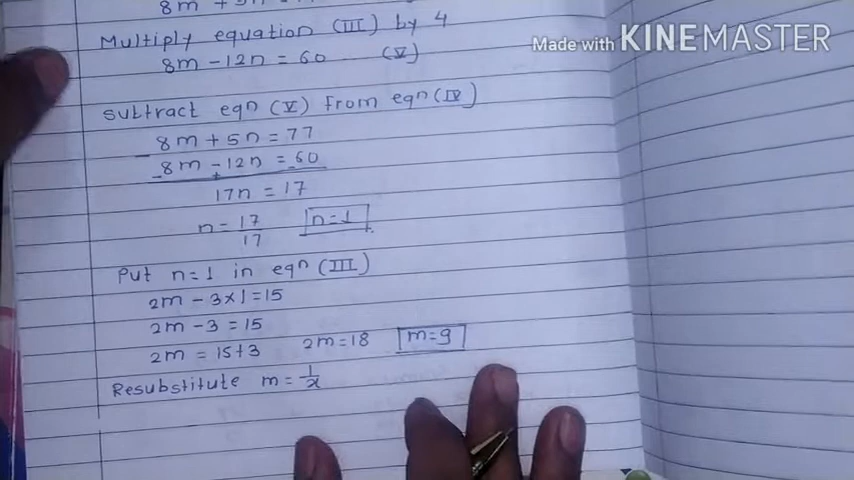 8m + 5n
Multiply equation (III) by 4
8m - 12n = 60 (V)
Made with KINEMASTER
Subtract eqn (V) from eqn (IV)
8m + 5n = 77
- 8m - 12n = 60
- + -
17n = 17
n = 17/17 n = 1
Put n=1 in eqn (III)
2m - 3×1 = 15
2m - 3 = 15
2m = 15+3 2m = 18 m = 9
Resubstitute m = 1/x